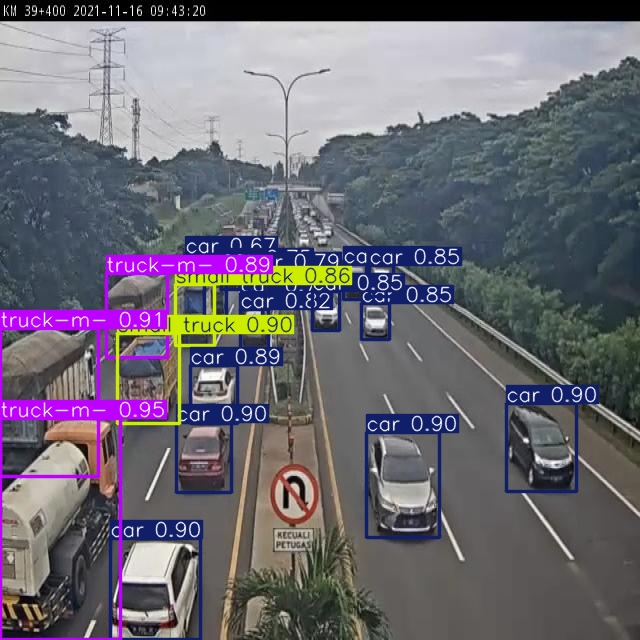 KM 39+400 2021-11-16 09:43:20
car 0.67
car 0.85
truck-m- 0.89
r 0.79
small truck 0.86
0.85
car 0.82
car 0.85
truck-m- 0.91
truck 0.90
car 0.89
truck-m- 0.95
car 0.90
car 0.90
car 0.90
car 0.90
KECUALI
PETUGAS